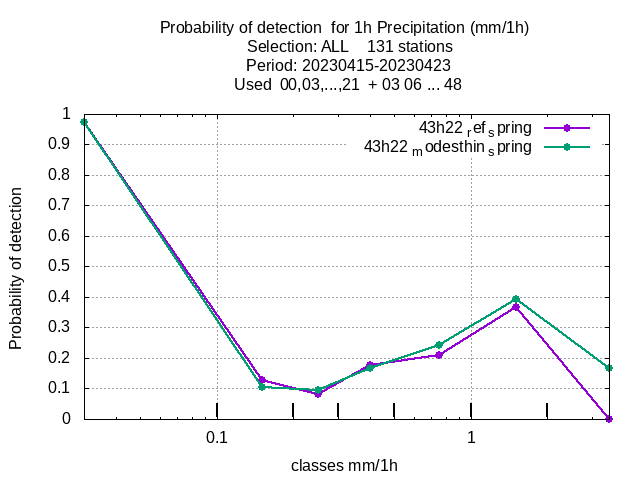 Probability of detection  for 1h Precipitation (mm/1h)
Selection: ALL    131 stations
Period: 20230415-20230423
Used  00,03,...,21  + 03 06 ... 48
43h22 ref spring
43h22 modesthin spring
Probability of detection
1
0.9
0.8
0.7
0.6
0.5
0.4
0.3
0.2
0.1
0
0.1
1
classes mm/1h